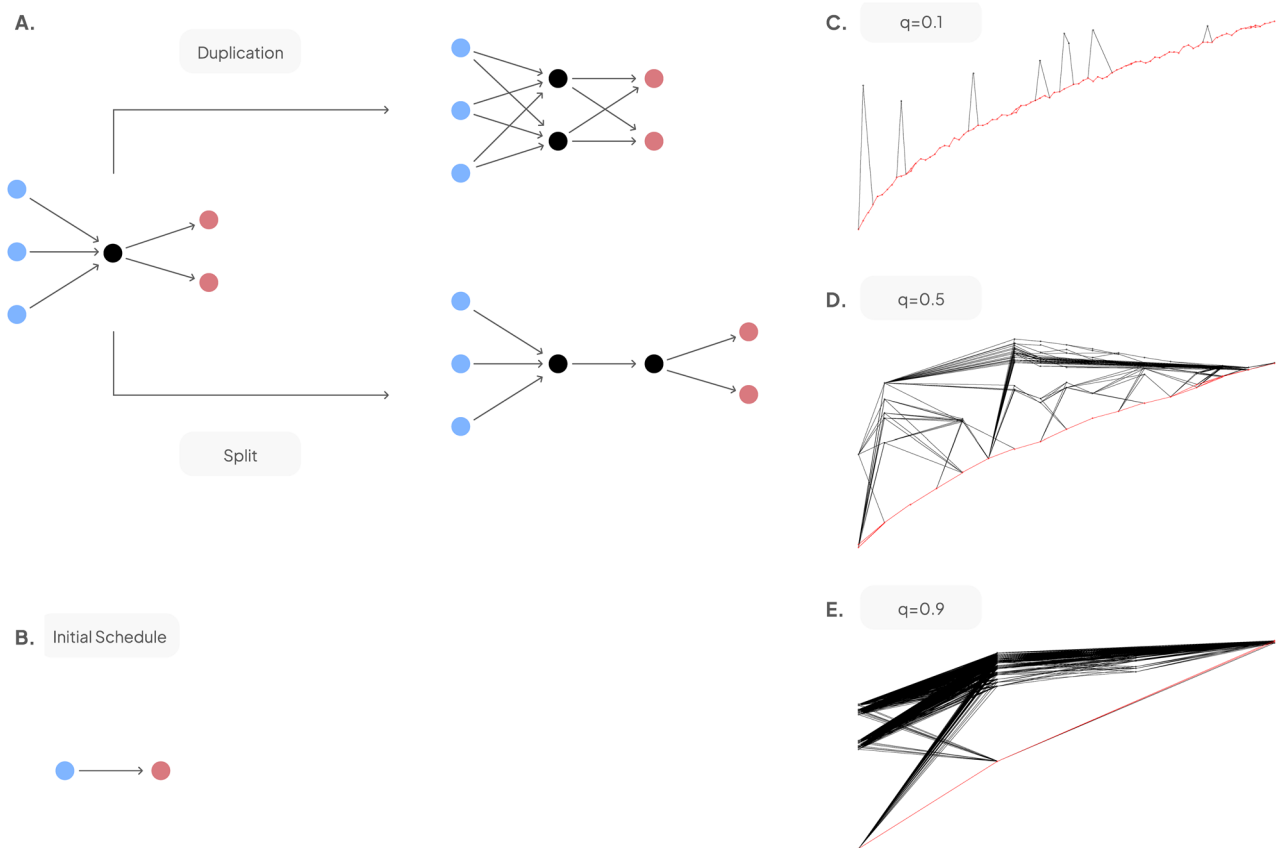 A.
Duplication
Split
B.
Initial Schedule
C.
q=0.1
D.
q=0.5
E.
q=0.9